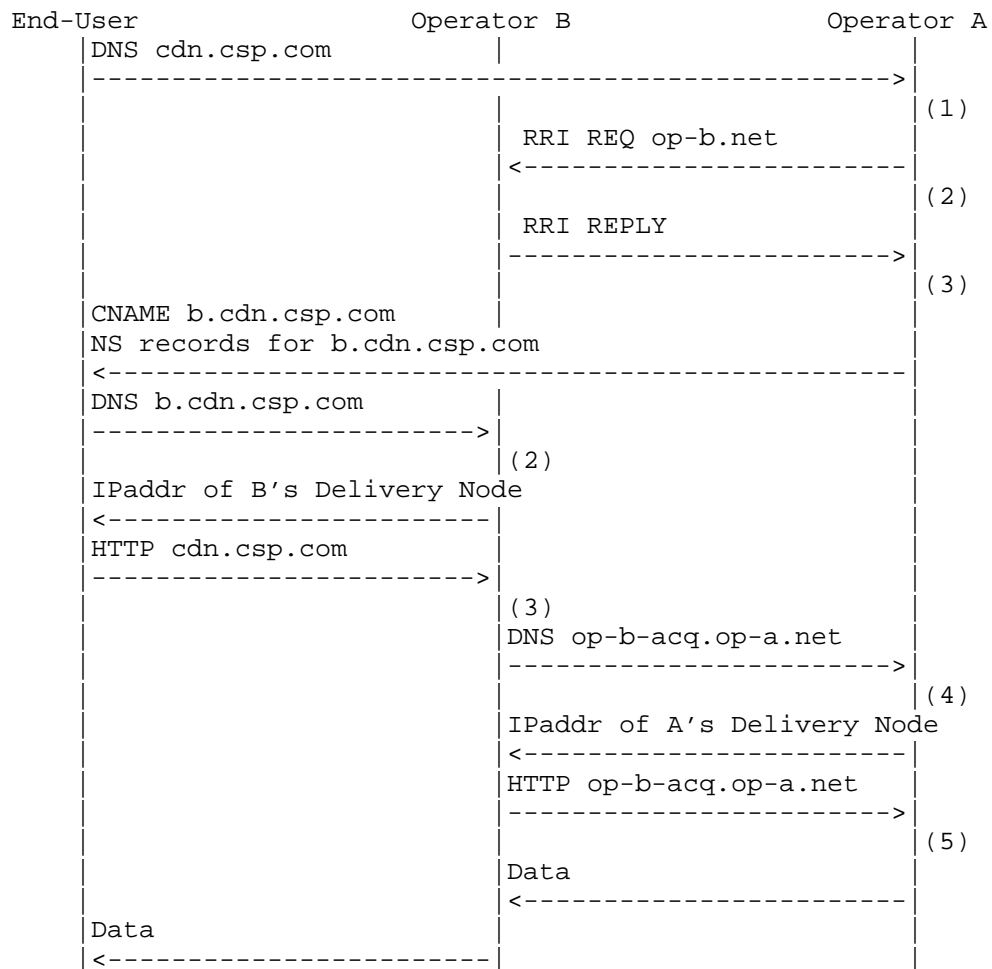 End-User Operator B Operator A
DNS cdn.csp.com
(1)
RRI REQ op-b.net
(2)
RRI REPLY
(3)
CNAME b.cdn.csp.com
NS records for b.cdn.csp.com
DNS b.cdn.csp.com
(2)
IPaddr of B's Delivery Node
HTTP cdn.csp.com
(3)
DNS op-b-acq.op-a.net
(4)
IPaddr of A's Delivery Node
HTTP op-b-acq.op-a.net
(5)
Data
Data